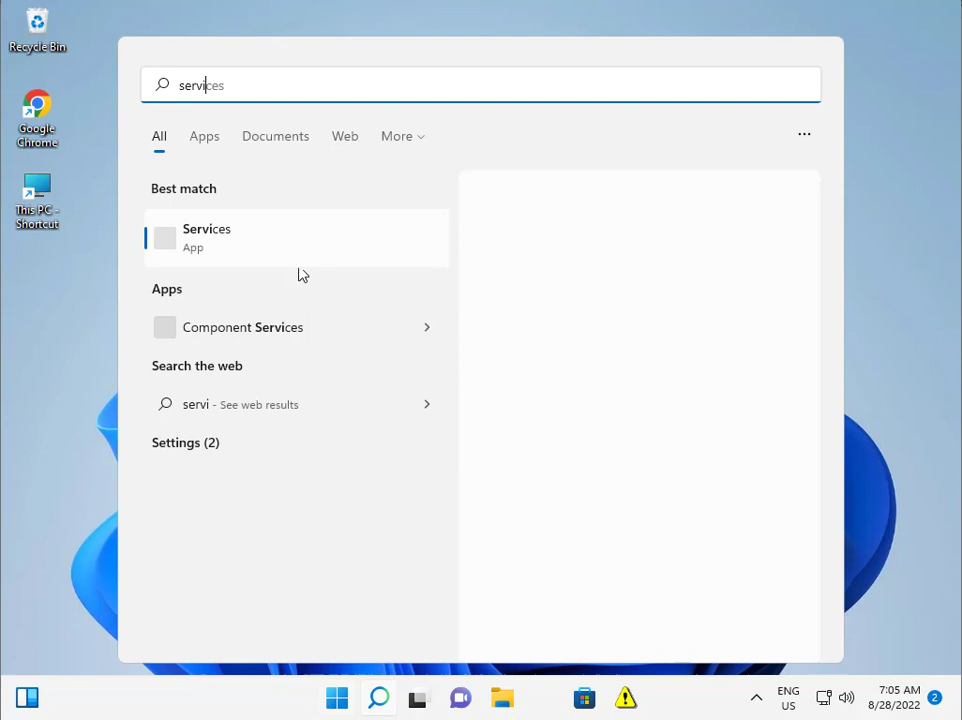 Recycle Bin
Google
Chrome
This PC -
Shortcut
services
All Apps Documents Web More
Best match
Services
App
Apps
Component Services
Search the web
servi - See web results
Settings (2)
ENG
US
7:05 AM
8/28/2022
2